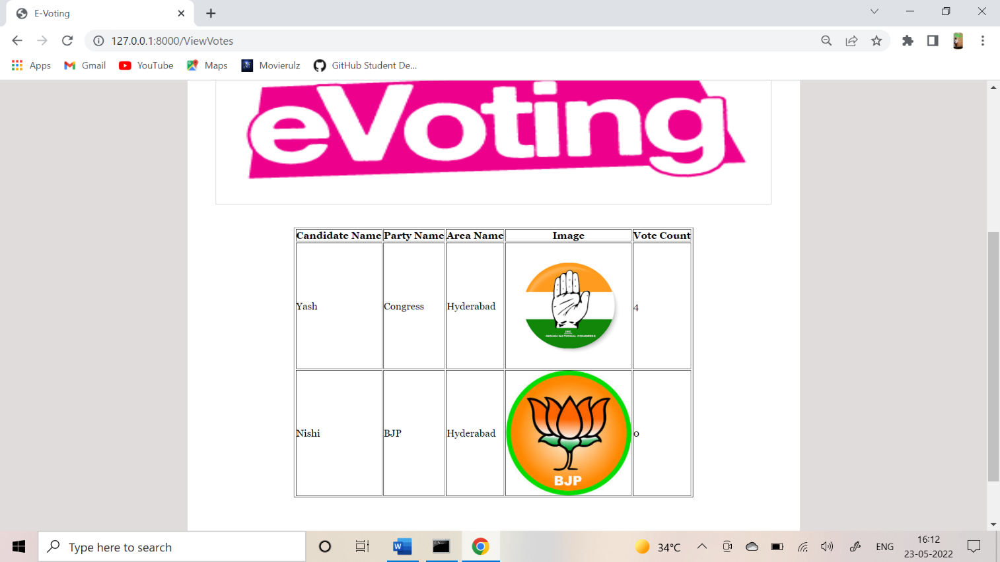 E-Voting
127.0.0.1:8000/ViewVotes
Apps Gmail YouTube Maps Movierulz GitHub Student De...
eVoting
Candidate Name Party Name Area Name Image Vote Count
Yash Congress Hyderabad 4
INC
INDIAN NATIONAL CONGRESS
Nishi BJP Hyderabad 0
BJP
Type here to search
34°C
ENG
16:12
23-05-2022